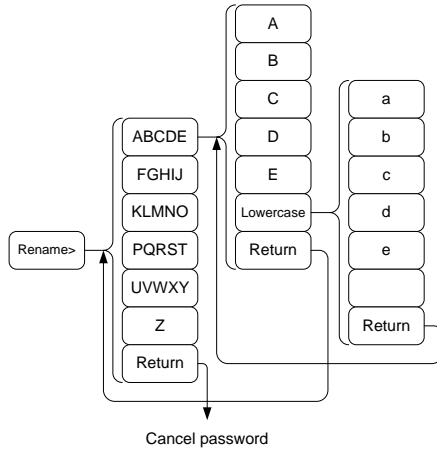 Rename>
ABCDE
FGHIJ
KLMNO
PQRST
UVWXY
Z
Return
A
B
C
D
E
Lowercase
Return
a
b
c
d
e
Return
Cancel password